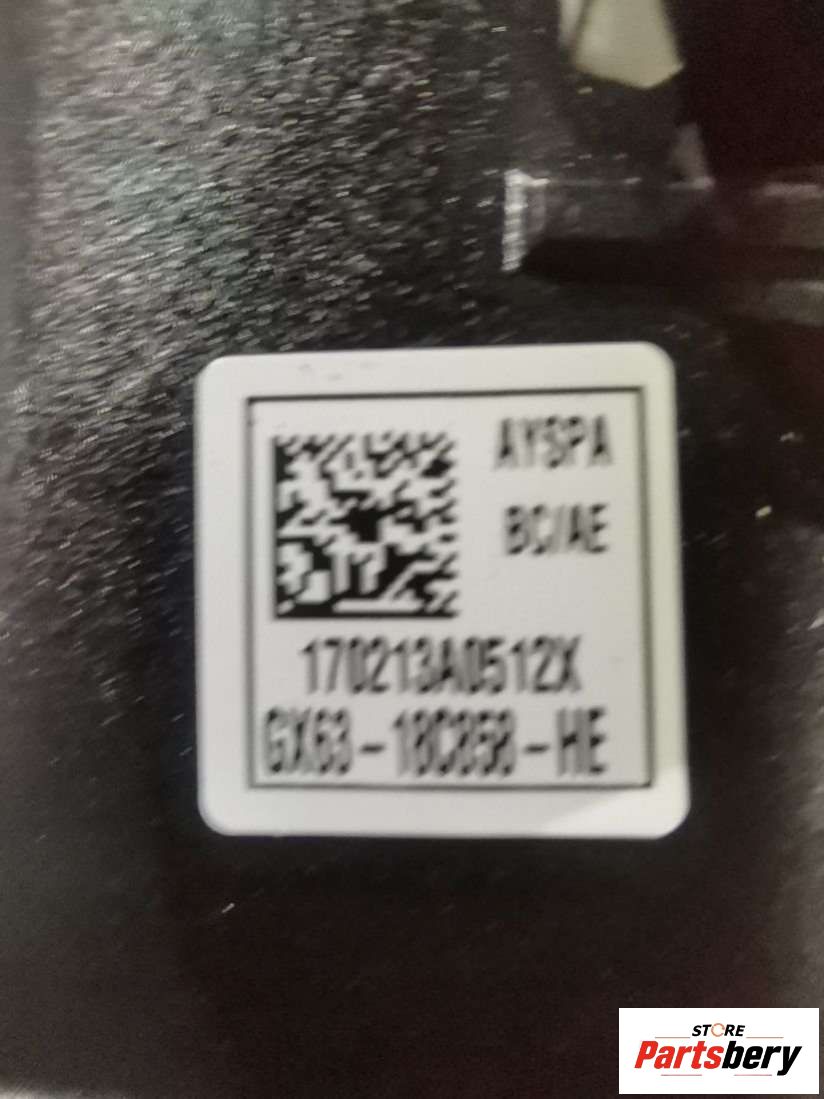 AYSPA
BC/AE
170213A0512X
GX63-18C858-HE
STORE
Partsbery